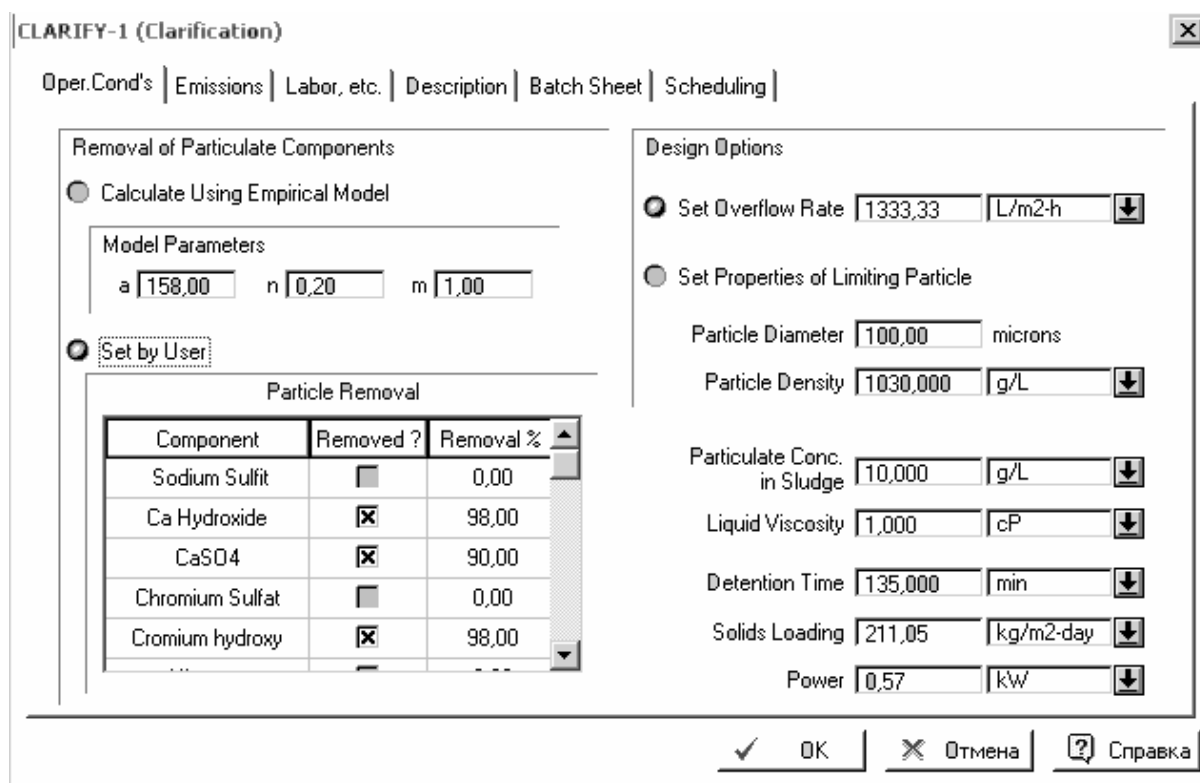 CLARIFY-1 (Clarification)
Oper.Cond's Emissions Labor, etc. Description Batch Sheet Scheduling
Removal of Particulate Components
Calculate Using Empirical Model
Model Parameters
a 158,00 n 0,20 m 1,00
Set by User
Particle Removal
Component Removed ? Removal %
Sodium Sulfit 0,00
Ca Hydroxide 98,00
CaSO4 90,00
Chromium Sulfat 0,00
Cromium hydroxy 98,00
Design Options
Set Overflow Rate 1333,33 L/m2-h
Set Properties of Limiting Particle
Particle Diameter 100,00 microns
Particle Density 1030,000 g/L
Particulate Conc.
in Sludge 10,000 g/L
Liquid Viscosity 1,000 cP
Detention Time 135,000 min
Solids Loading 211,05 kg/m2-day
Power 0,57 kW
OK Отмена Справка